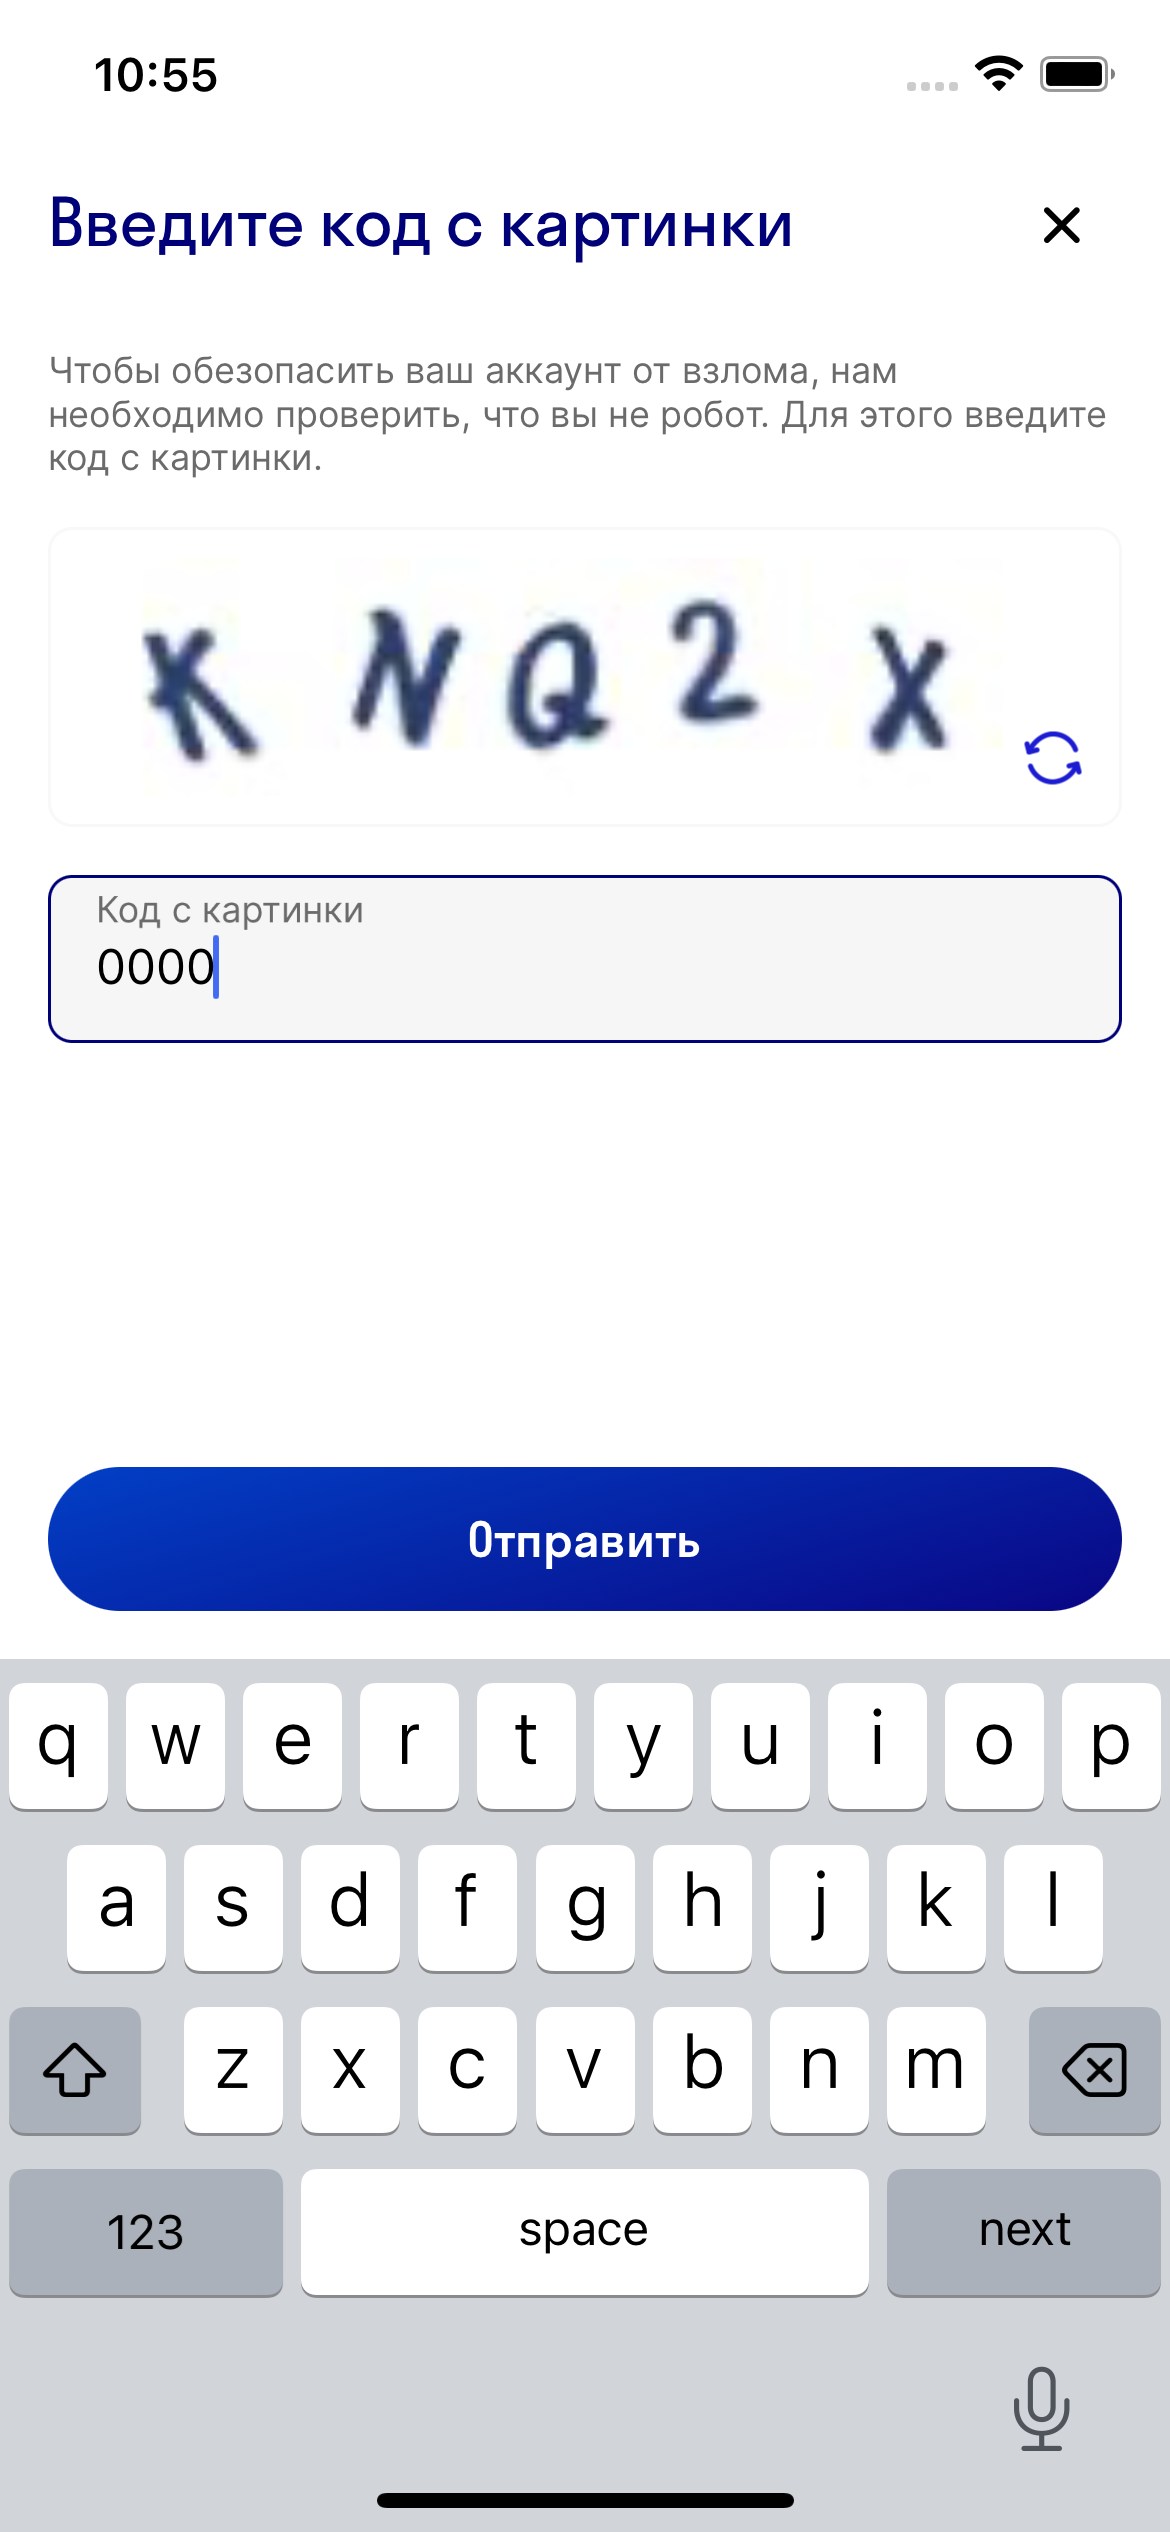 10:55
Введите код с картинки
Чтобы обезопасить ваш аккаунт от взлома, нам
необходимо проверить, что вы не робот. Для этого введите
код с картинки.
K N Q 2 X
Код с картинки
0000
Отправить
q w e r t y u i o p
a s d f g h j k l
z x c v b n m
123 space next